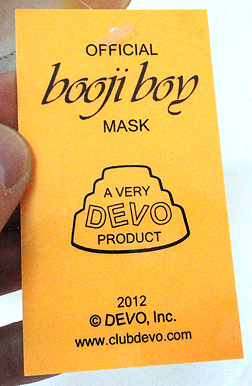 OFFICIAL
booji boy
MASK
A VERY
DEVO
PRODUCT
2012
© DEVO, Inc.
www.clubdevo.com